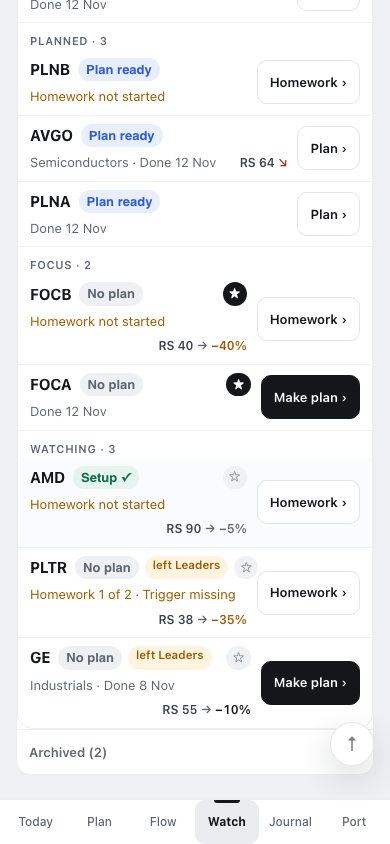 Done 12 Nov
PLANNED · 3
PLNB Plan ready
Homework ›
Homework not started
AVGO Plan ready
Plan ›
Semiconductors · Done 12 Nov RS 64 ↘
PLNA Plan ready
Plan ›
Done 12 Nov
FOCUS · 2
FOCB No plan ★
Homework ›
Homework not started
RS 40 → −40%
FOCA No plan ★
Make plan ›
Done 12 Nov
WATCHING · 3
AMD Setup ✓ ☆
Homework ›
Homework not started
RS 90 → −5%
PLTR No plan left Leaders ☆
Homework ›
Homework 1 of 2 · Trigger missing
RS 38 → −35%
GE No plan left Leaders ☆
Make plan ›
Industrials · Done 8 Nov
RS 55 → −10%
Archived (2) ↑
Today Plan Flow Watch Journal Port